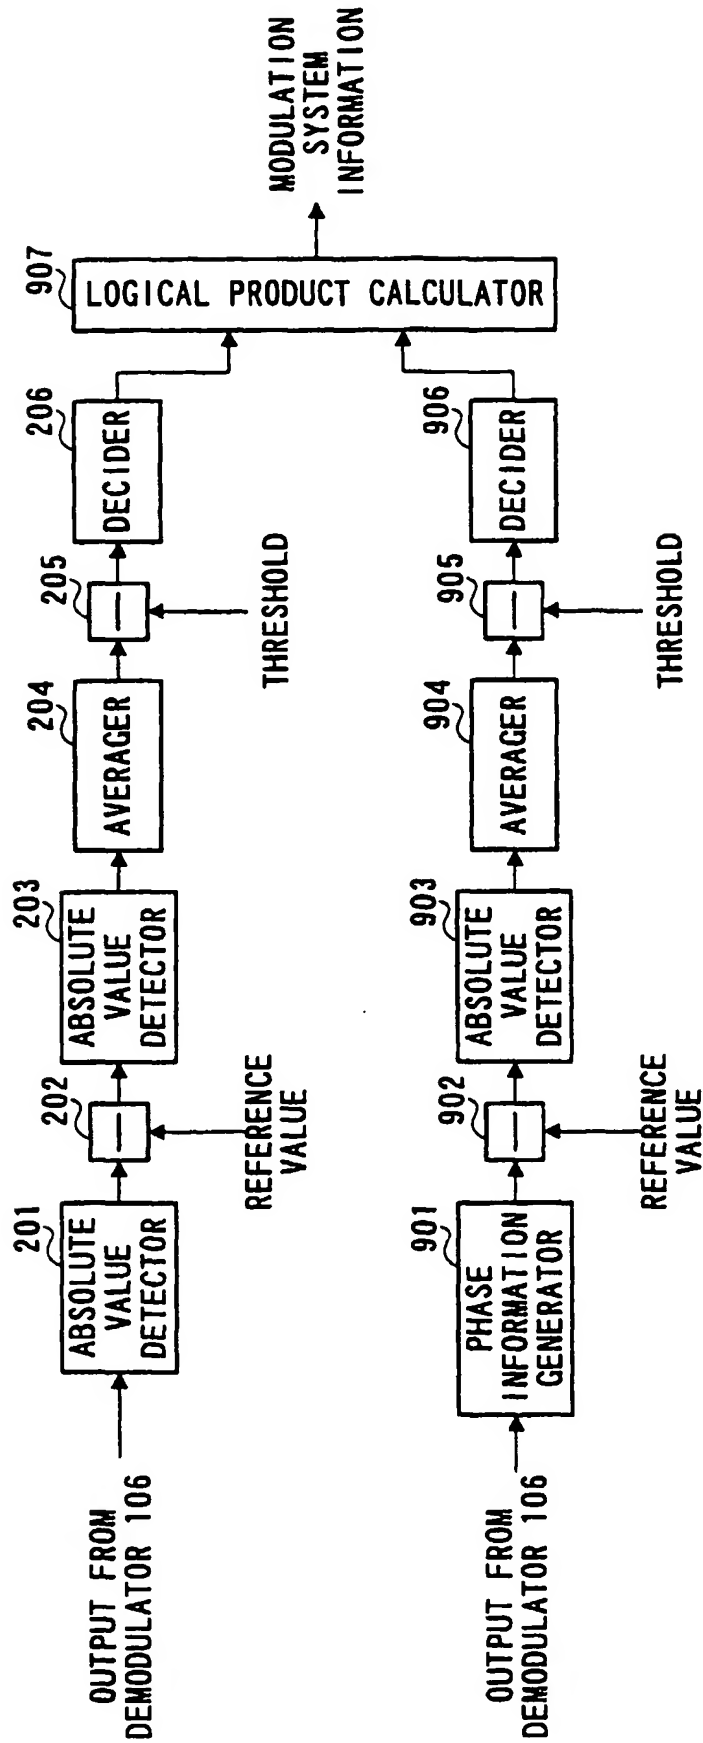 OUTPUT FROM
DEMODULATOR 106
201
ABSOLUTE
VALUE
DETECTOR
202
REFERENCE
VALUE
203
ABSOLUTE
VALUE
DETECTOR
204
AVERAGER
205
THRESHOLD
206
DECIDER
907
LOGICAL PRODUCT CALCULATOR
MODULATION
SYSTEM
INFORMATION
OUTPUT FROM
DEMODULATOR 106
901
PHASE
INFORMATION
GENERATOR
902
REFERENCE
VALUE
903
ABSOLUTE
VALUE
DETECTOR
904
AVERAGER
905
THRESHOLD
906
DECIDER